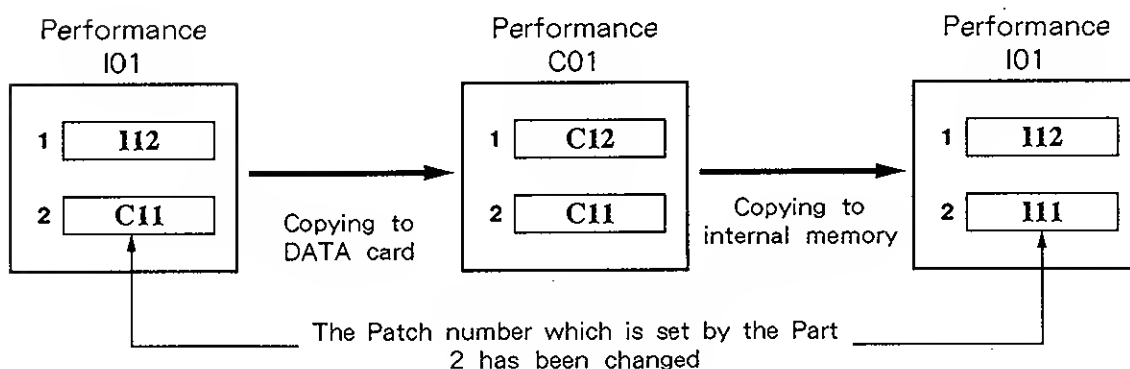 Performance
I01
1 I12
2 C11
Copying to
DATA card
Performance
C01
1 C12
2 C11
Copying to
internal memory
Performance
I01
1 I12
2 I11
The Patch number which is set by the Part
2 has been changed